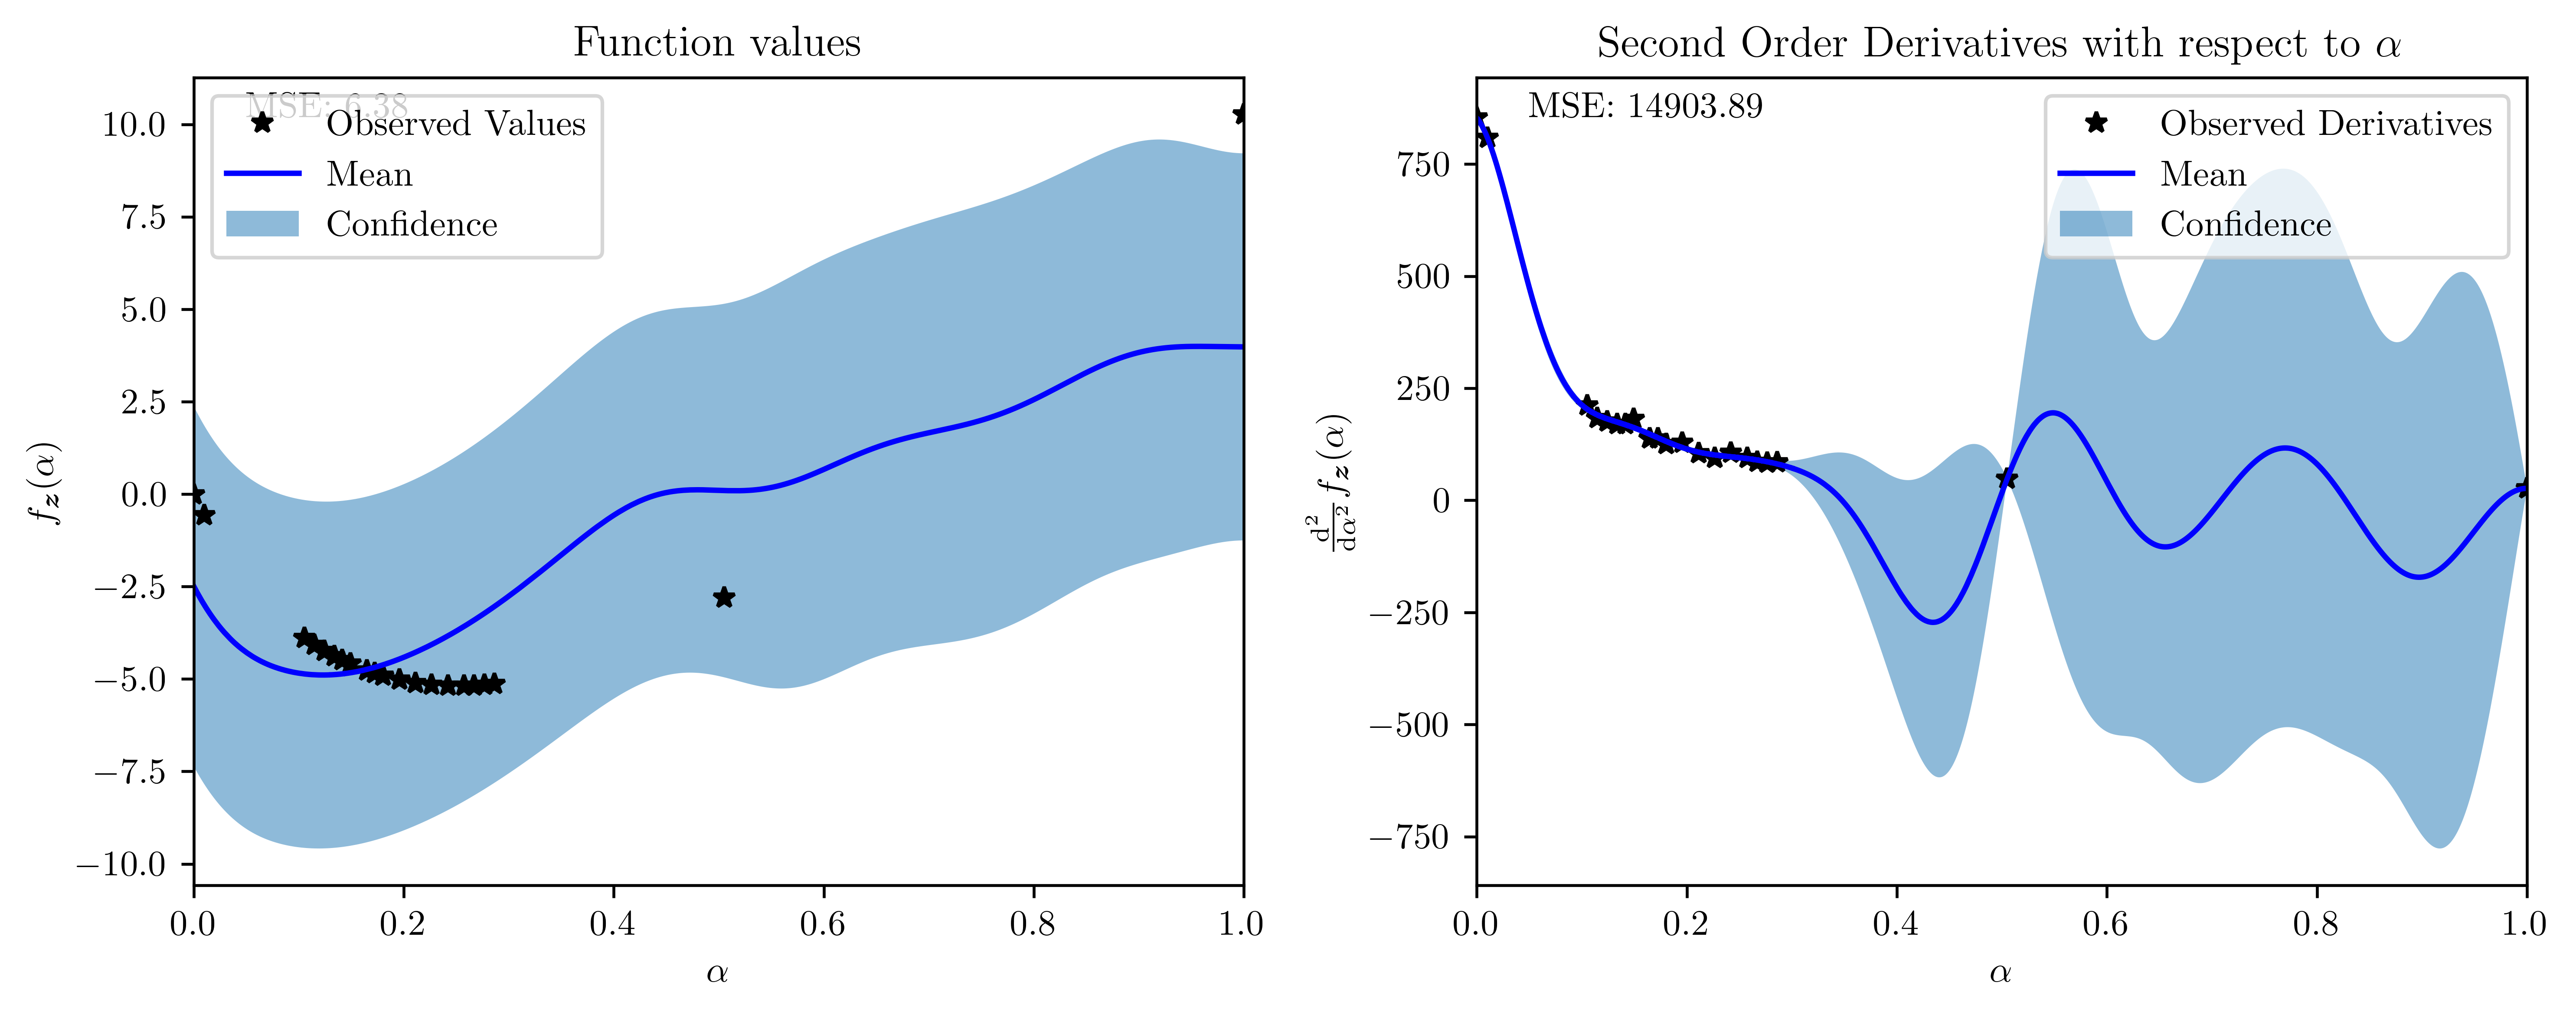 Function values
MSE: 6.38
Observed Values
Mean
Confidence
10.0
7.5
5.0
2.5
0.0
−2.5
−5.0
−7.5
−10.0
f_z(α)
0.0 0.2 0.4 0.6 0.8 1.0
α
Second Order Derivatives with respect to α
MSE: 14903.89
Observed Derivatives
Mean
Confidence
750
500
250
0
−250
−500
−750
d²/dα² f_z(α)
0.0 0.2 0.4 0.6 0.8 1.0
α